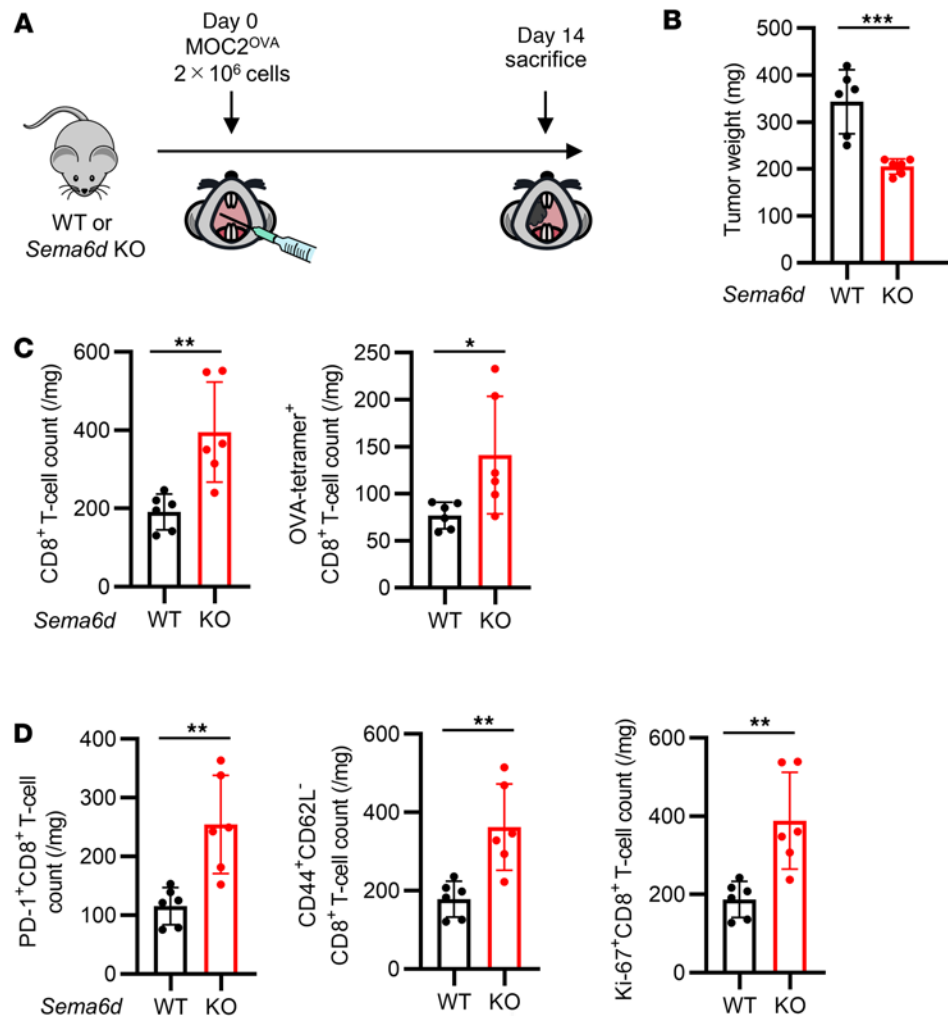 A
Day 0
MOC2^OVA
2 × 10^6 cells
Day 14
sacrifice
WT or
Sema6d KO
B
***
Tumor weight (mg)
400
300
200
100
0
Sema6d WT KO
C
**
CD8+ T-cell count (/mg)
600
400
200
0
Sema6d WT KO
*
OVA-tetramer+
CD8+ T-cell count (/mg)
250
200
150
100
50
0
WT KO
D
**
PD-1+CD8+ T-cell
count (/mg)
400
300
200
100
0
Sema6d WT KO
**
CD44+CD62L-
CD8+ T-cell count (/mg)
600
400
200
0
WT KO
**
Ki-67+CD8+ T-cell count (/mg)
600
400
200
0
WT KO